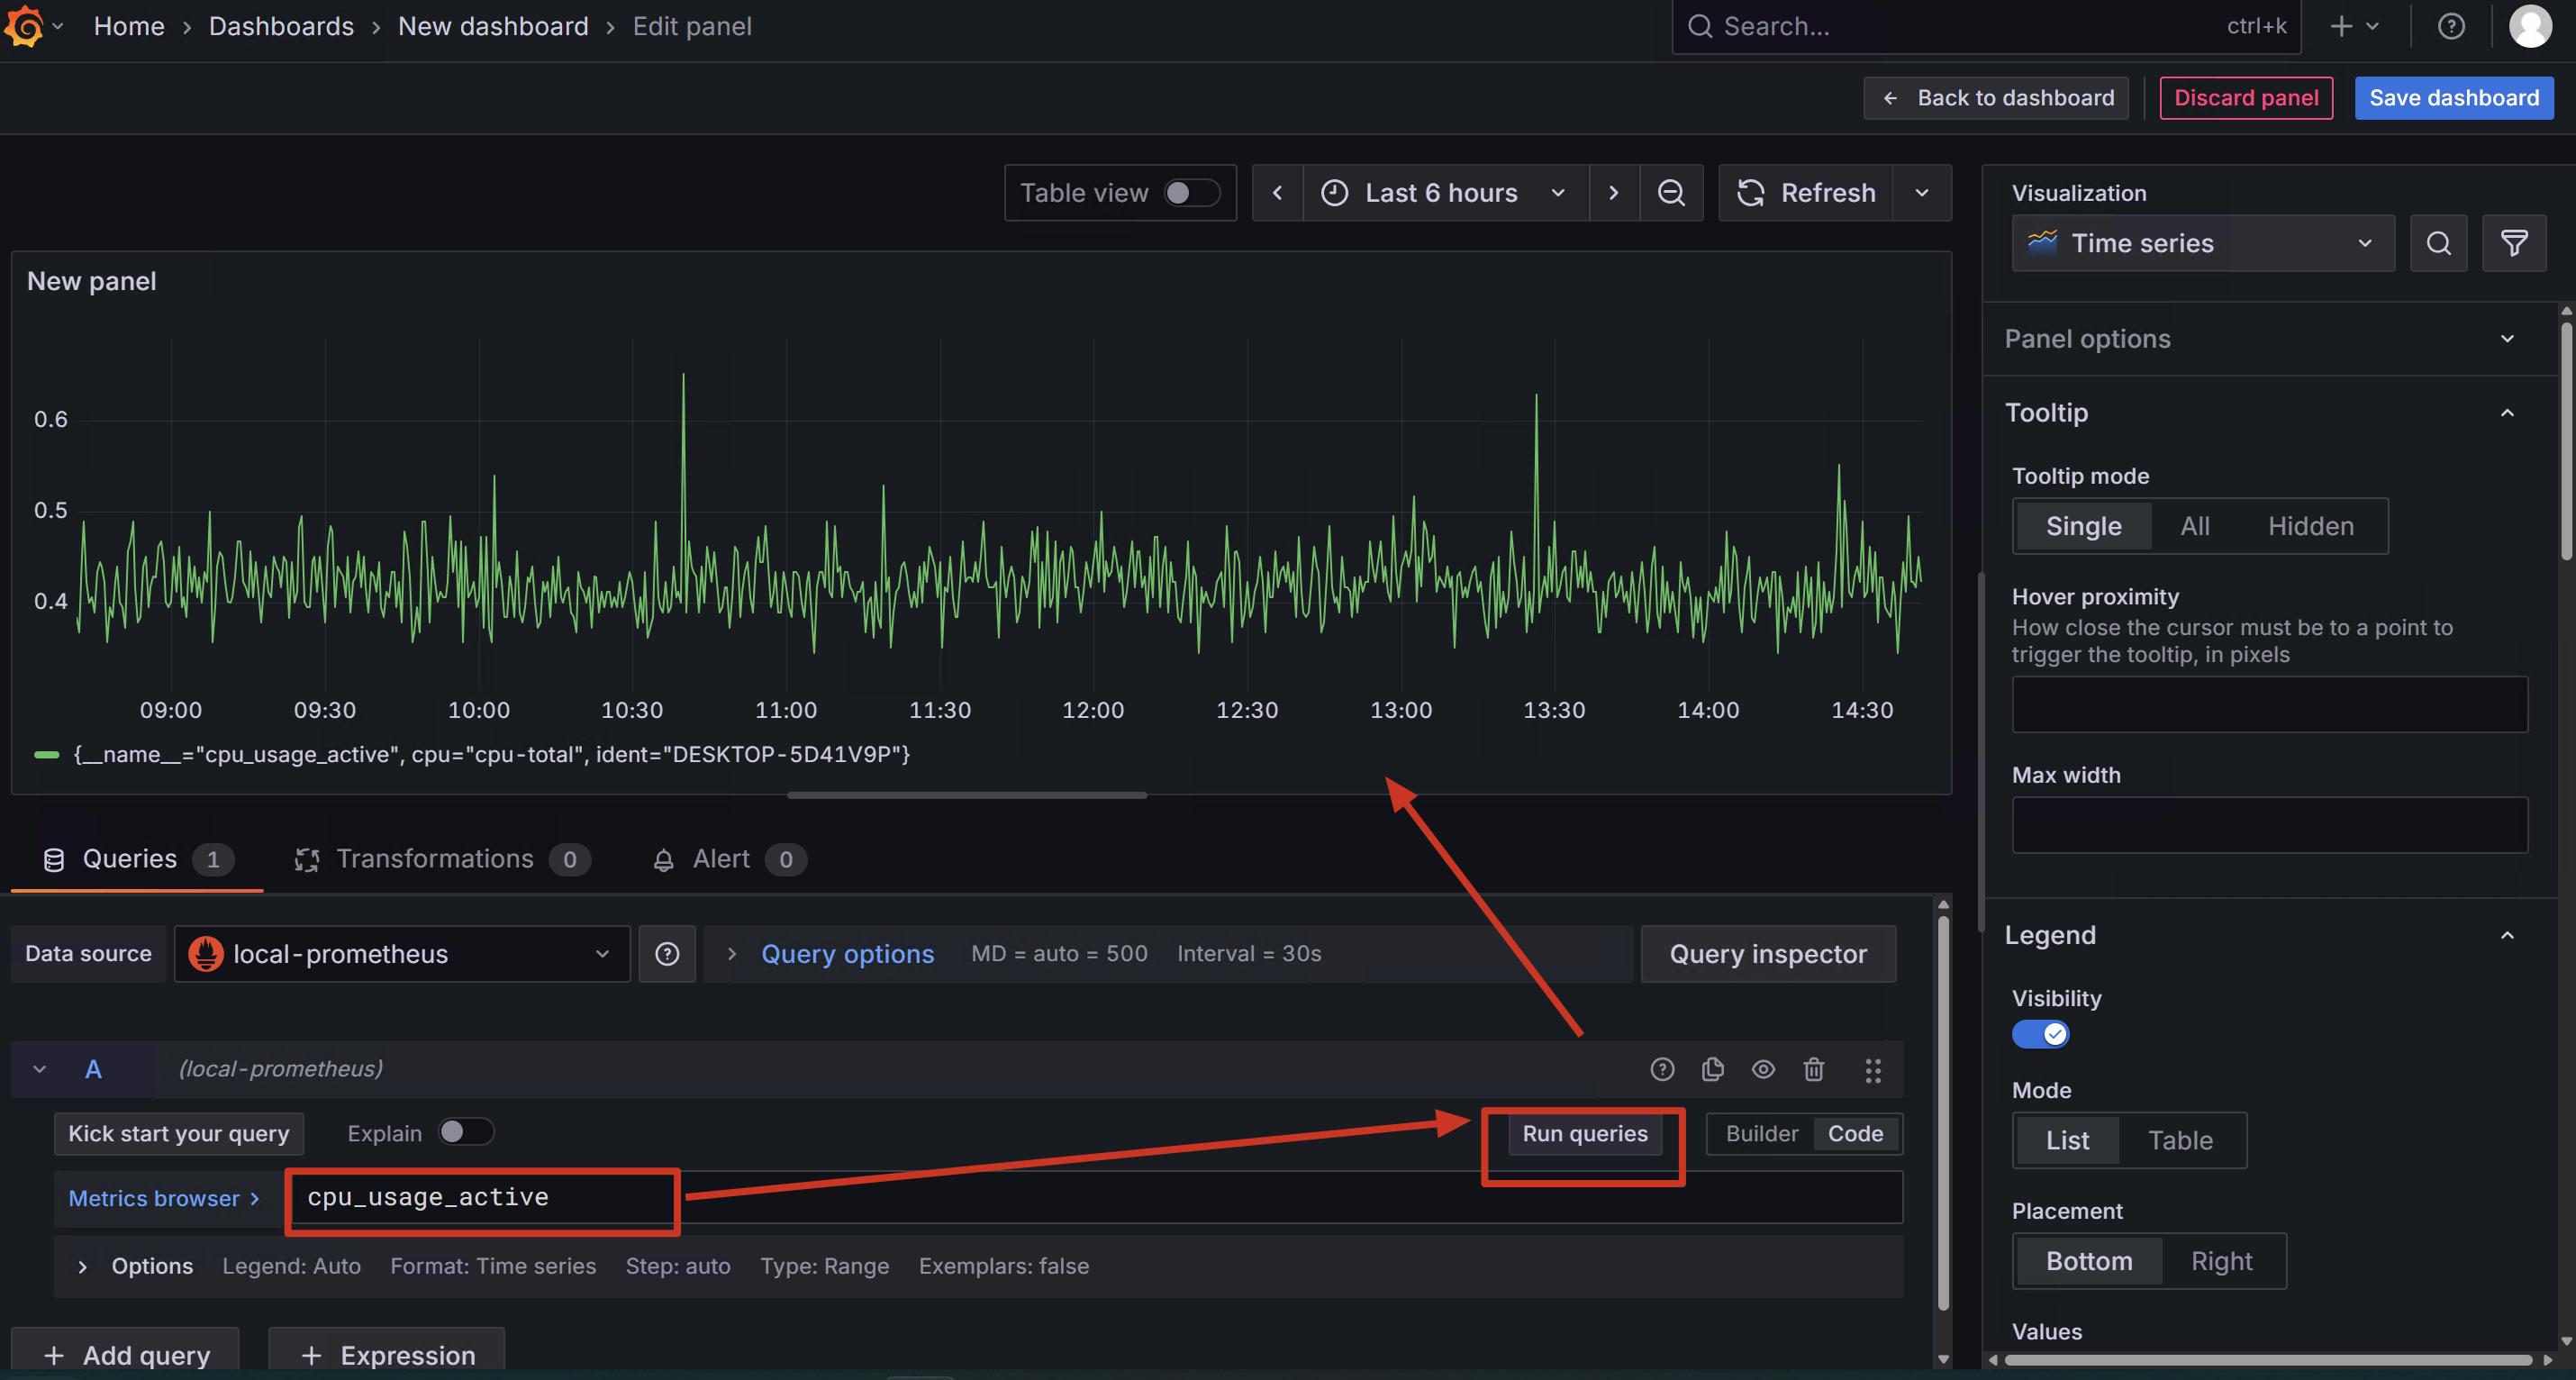 Home › Dashboards › New dashboard › Edit panel
Search... ctrl+k
Back to dashboard Discard panel Save dashboard
Table view Last 6 hours Refresh
New panel
0.6
0.5
0.4
09:00 09:30 10:00 10:30 11:00 11:30 12:00 12:30 13:00 13:30 14:00 14:30
{__name__="cpu_usage_active", cpu="cpu-total", ident="DESKTOP-5D41V9P"}
Queries 1 Transformations 0 Alert 0
Data source local-prometheus Query options MD = auto = 500 Interval = 30s Query inspector
A (local-prometheus)
Kick start your query Explain Run queries Builder Code
Metrics browser > cpu_usage_active
Options Legend: Auto Format: Time series Step: auto Type: Range Exemplars: false
+ Add query + Expression
Visualization
Time series
Panel options
Tooltip
Tooltip mode
Single All Hidden
Hover proximity
How close the cursor must be to a point to
trigger the tooltip, in pixels
Max width
Legend
Visibility
Mode
List Table
Placement
Bottom Right
Values